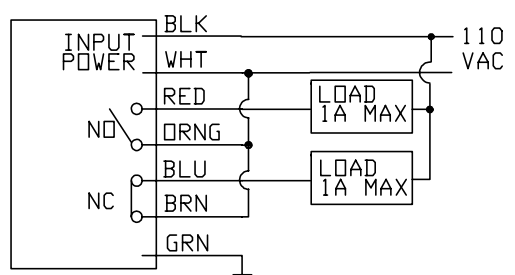 BLK
INPUT
POWER
110
VAC
WHT
RED
LOAD
1A MAX
NO
ORNG
BLU
LOAD
1A MAX
NC
BRN
GRN